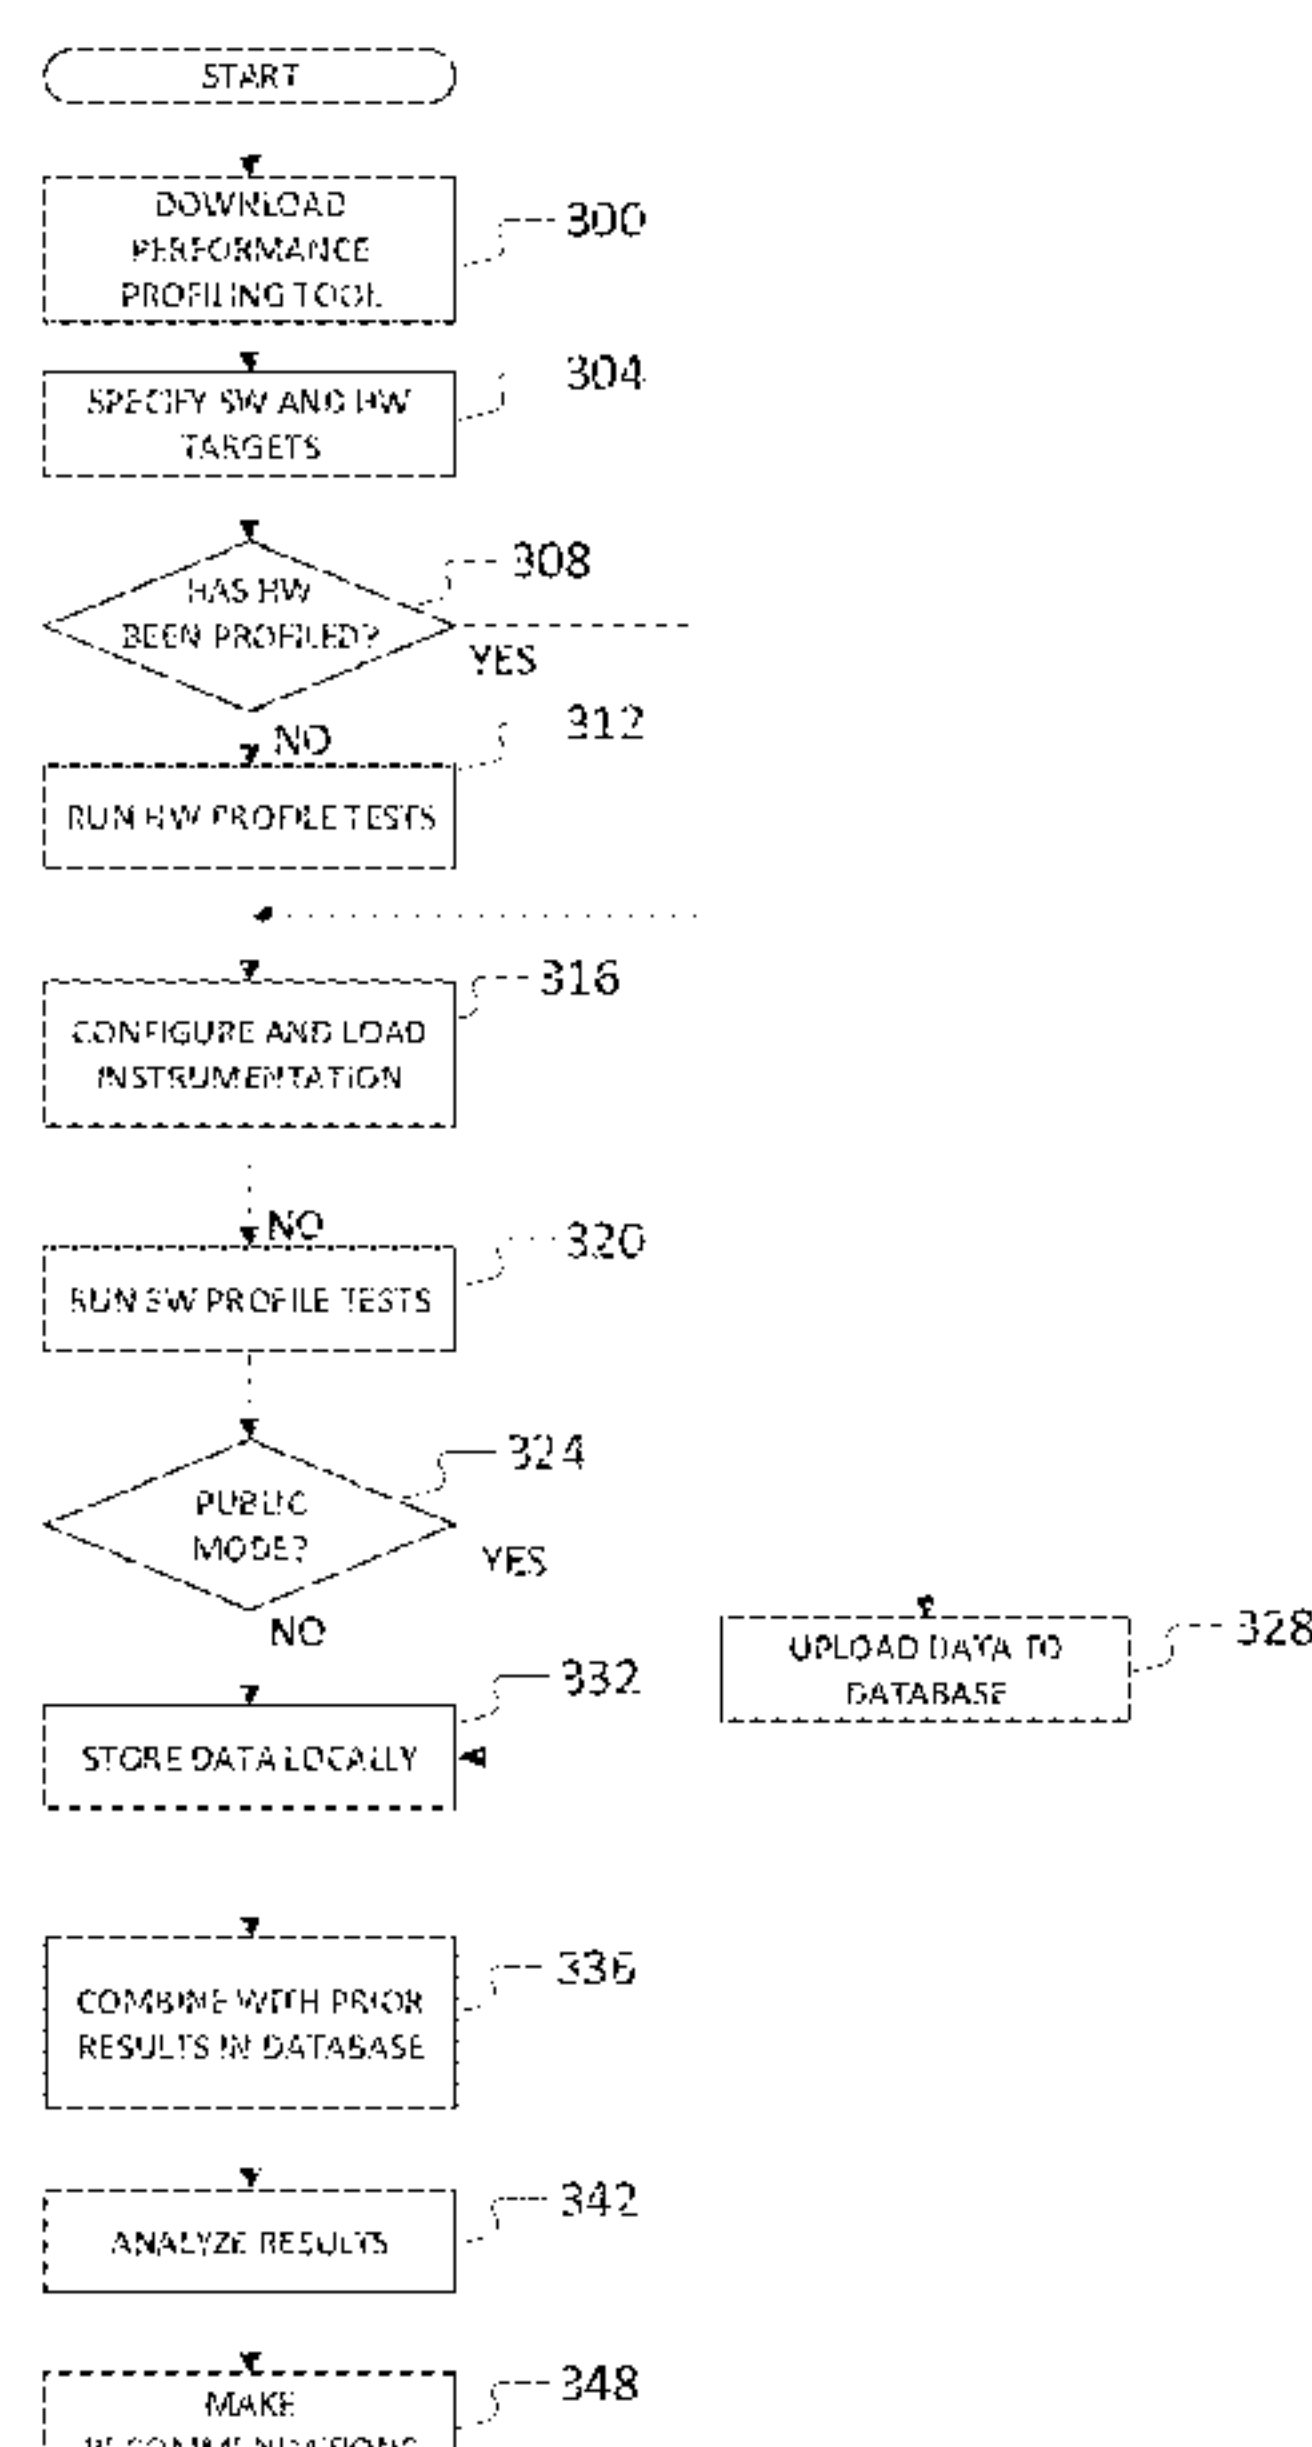 START
DOWNLOAD
PERFORMANCE
PROFILING TOOL
300
SPECIFY SW AND HW
TARGETS
304
HAS HW
BEEN PROFILED?
308
YES
NO
312
RUN HW PROFILE TESTS
CONFIGURE AND LOAD
INSTRUMENTATION
316
NO
RUN SW PROFILE TESTS
320
PUBLIC
MODE?
324
YES
NO
UPLOAD DATA TO
DATABASE
328
STORE DATA LOCALLY
332
COMBINE WITH PRIOR
RESULTS IN DATABASE
336
ANALYZE RESULTS
342
MAKE
RECOMMENDATIONS
348